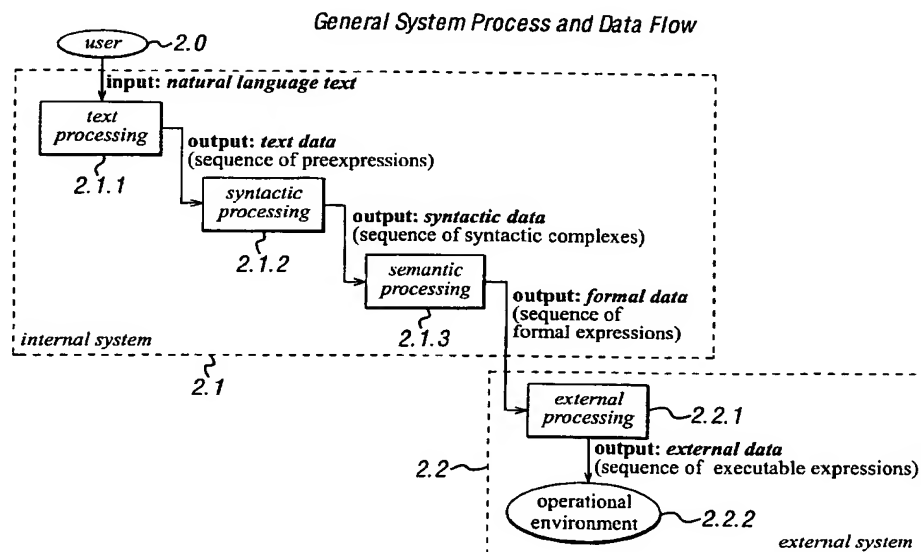 General System Process and Data Flow
user
2.0
input: natural language text
text
processing
2.1.1
output: text data
(sequence of preexpressions)
syntactic
processing
2.1.2
output: syntactic data
(sequence of syntactic complexes)
semantic
processing
2.1.3
output: formal data
(sequence of
formal expressions)
internal system
2.1
external
processing
2.2.1
output: external data
(sequence of executable expressions)
2.2
operational
environment
2.2.2
external system